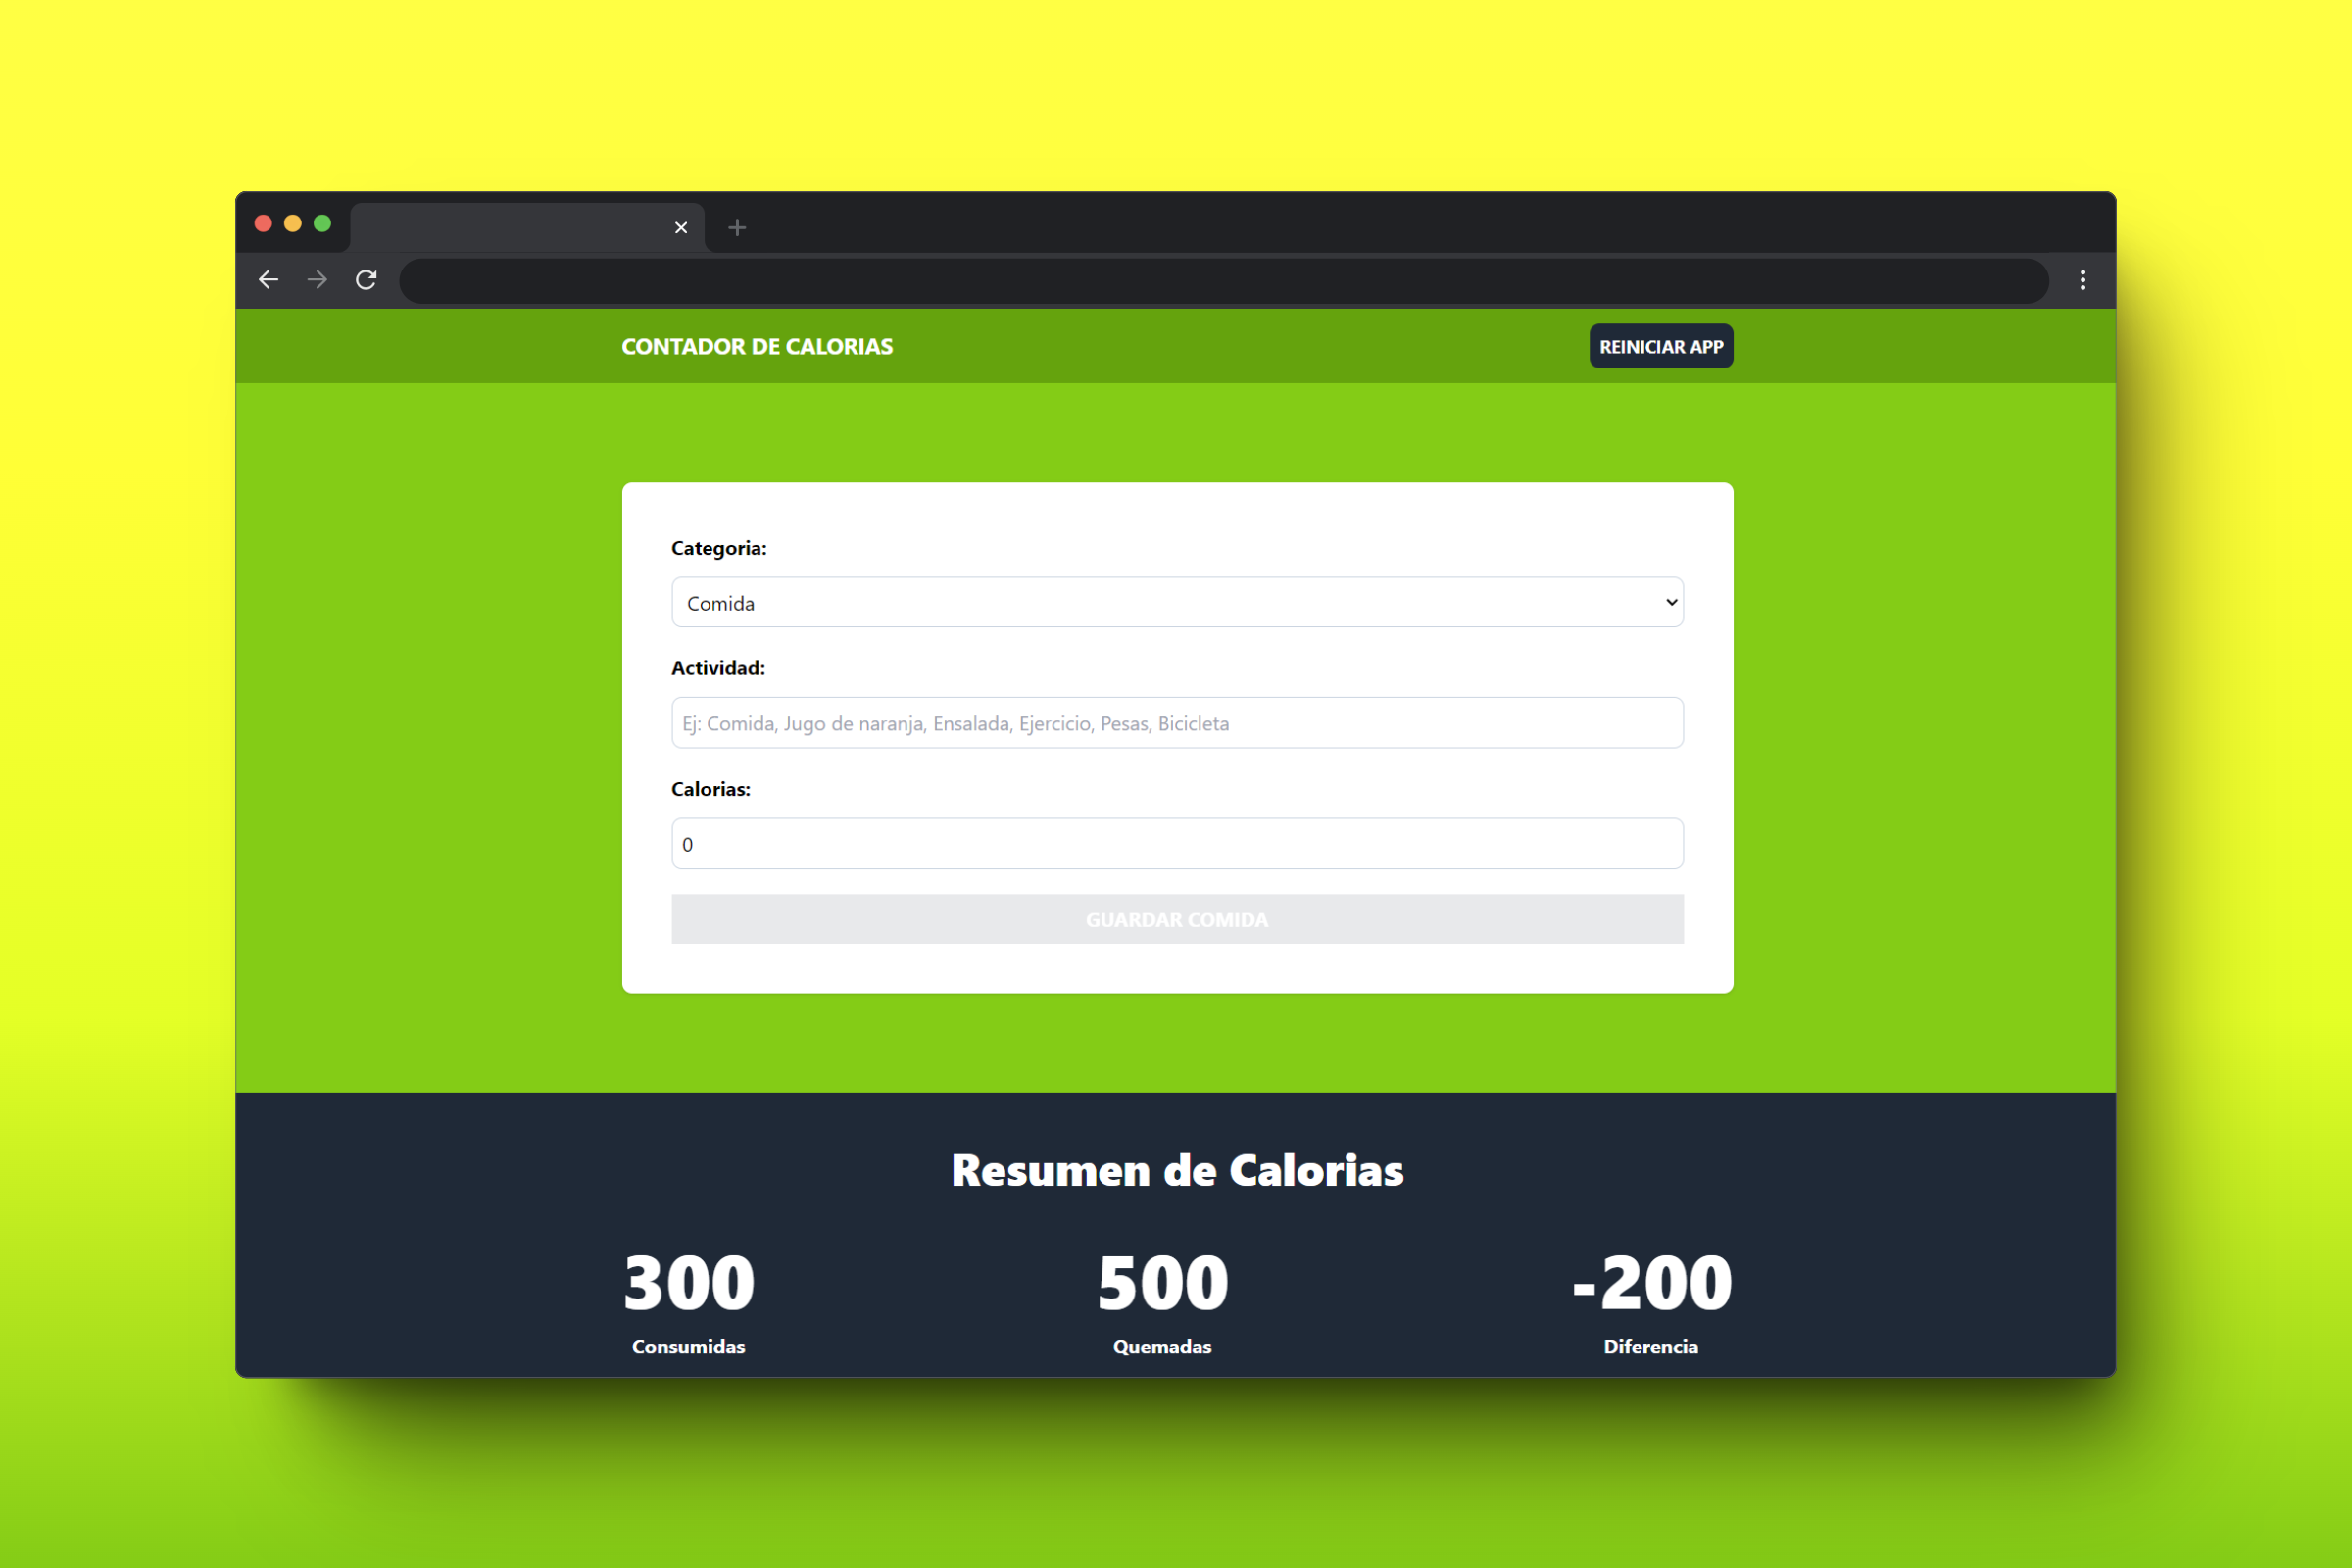 CONTADOR DE CALORIAS
REINICIAR APP
Categoria:
Comida
Actividad:
Ej: Comida, Jugo de naranja, Ensalada, Ejercicio, Pesas, Bicicleta
Calorias:
0
GUARDAR COMIDA
Resumen de Calorias
300 500 -200
Consumidas Quemadas Diferencia